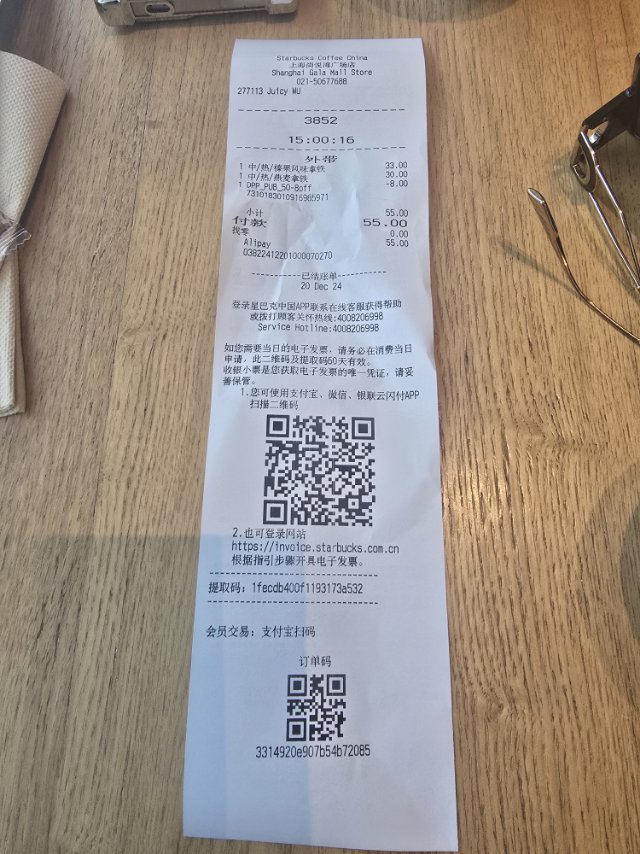 Starbucks Coffee China
上海尚悦湾广场店
Shanghai Gala Mall Store
021-50677688
277113 Juicy WU
3852
15:00:16
外带
1 中/热/榛果风味拿铁 33.00
1 中/热/燕麦拿铁 30.00
1 DPP_PUB_50-8off -8.00
7310183010916985971
小计 55.00
付款 55.00
找零 0.00
Alipay 55.00
03822412201000070270
------------已结账单------------
20 Dec 24
登录星巴克中国APP联系在线客服获得帮助
或拨打顾客关怀热线:4008206998
Service Hotline:4008206998
如您需要当日的电子发票，请务必在消费当日
申请，此二维码及提取码60天有效。
收银小票是您获取电子发票的唯一凭证，请妥
善保管。
1.您可使用支付宝、微信、银联云闪付APP
扫描二维码
2.也可登录网站
https://invoice.starbucks.com.cn
根据指引步骤开具电子发票。
提取码：1fecdb400f1193173a532
会员交易：支付宝扫码
订单码
3314920e907b54b72085